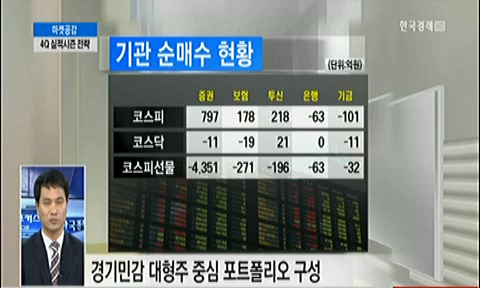 마켓공감
4Q 실적시즌 전략
한국경제 HD
기관 순매수 현황
(단위:억원)
증권 보험 투신 은행 기금
코스피 797 178 218 -63 -101
코스닥 -11 -19 21 0 -11
코스피선물 -4,351 -271 -196 -63 -32
경기민감 대형주 중심 포트폴리오 구성